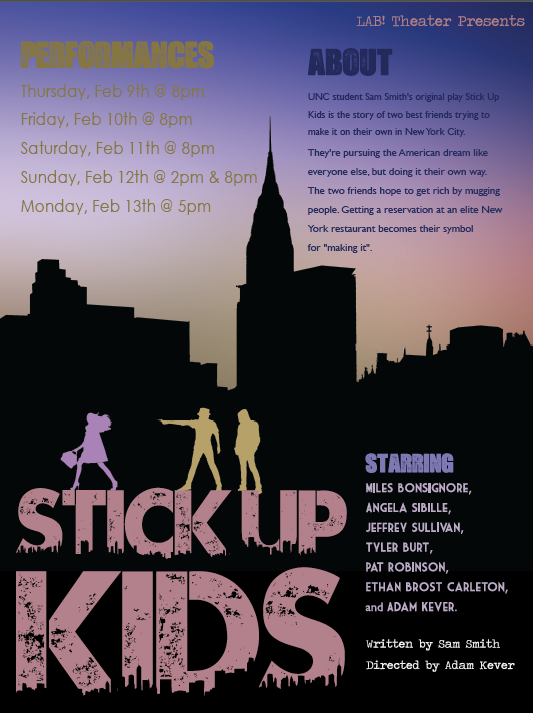 LAB! Theater Presents
PERFORMANCES
Thursday, Feb 9th @ 8pm
Friday, Feb 10th @ 8pm
Saturday, Feb 11th @ 8pm
Sunday, Feb 12th @ 2pm & 8pm
Monday, Feb 13th @ 5pm
ABOUT
UNC student Sam Smith's original play Stick Up
Kids is the story of two best friends trying to
make it on their own in New York City.
They're pursuing the American dream like
everyone else, but doing it their own way.
The two friends hope to get rich by mugging
people. Getting a reservation at an elite New
York restaurant becomes their symbol
for "making it".
STICK UP
KIDS
STARRING
MILES BONSIGNORE,
ANGELA SIBILLE,
JEFFREY SULLIVAN,
TYLER BURT,
PAT ROBINSON,
ETHAN BROST CARLETON,
and ADAM KEVER.
Written by Sam Smith
Directed by Adam Kever